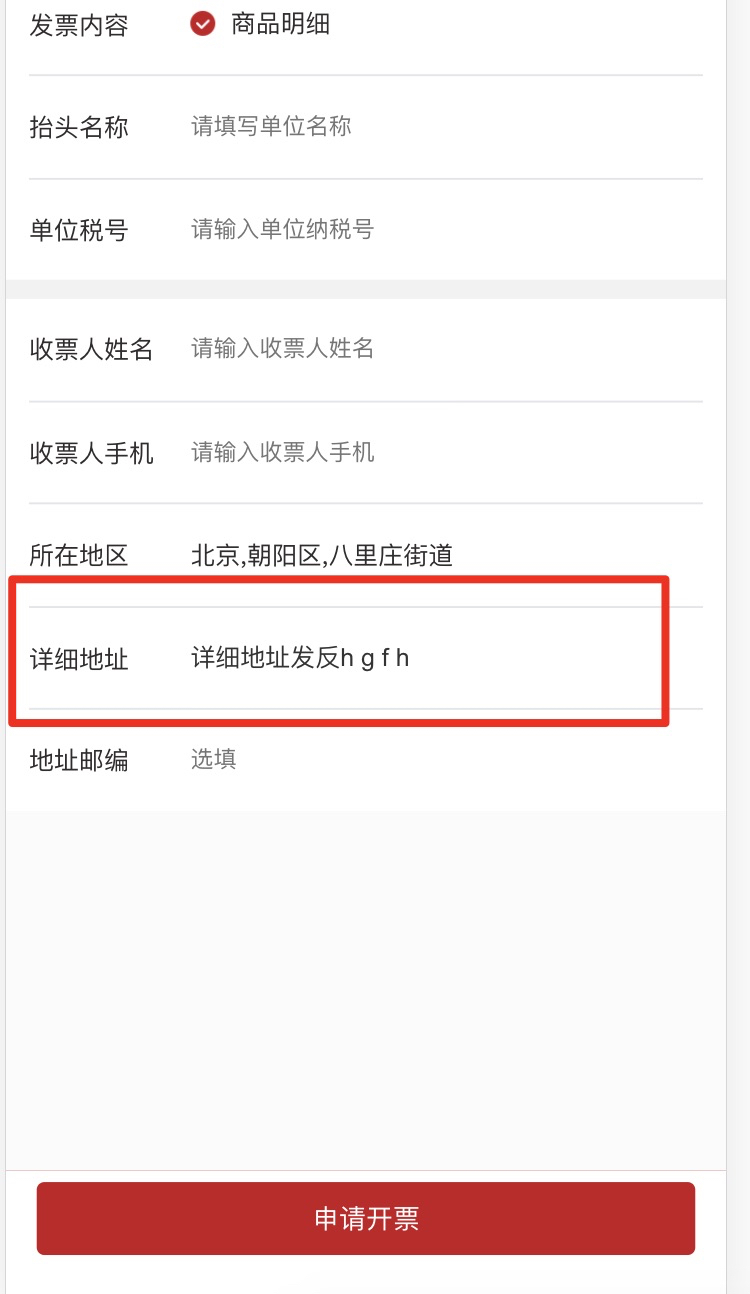 发票内容 商品明细
抬头名称 请填写单位名称
单位税号 请输入单位纳税号
收票人姓名 请输入收票人姓名
收票人手机 请输入收票人手机
所在地区 北京,朝阳区,八里庄街道
详细地址 详细地址发反h g f h
地址邮编 选填
申请开票